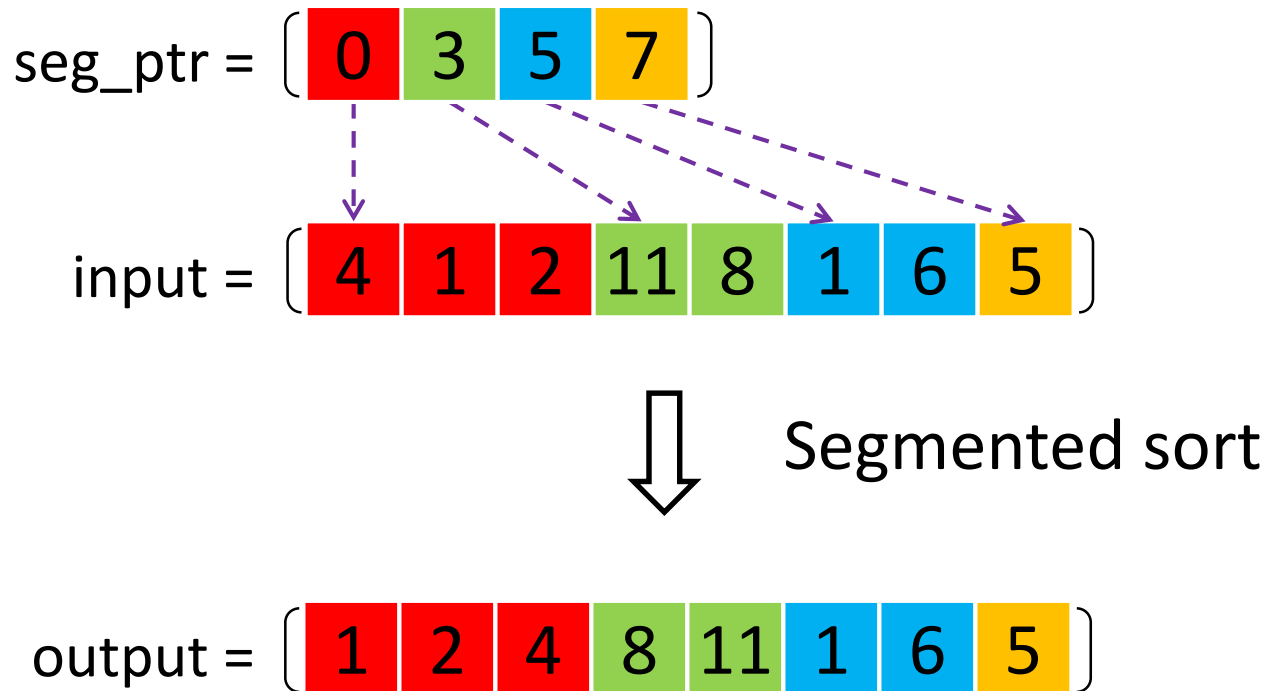 seg_ptr = ( 0 3 5 7 )
input = ( 4 1 2 11 8 1 6 5 )
Segmented sort
output = ( 1 2 4 8 11 1 6 5 )